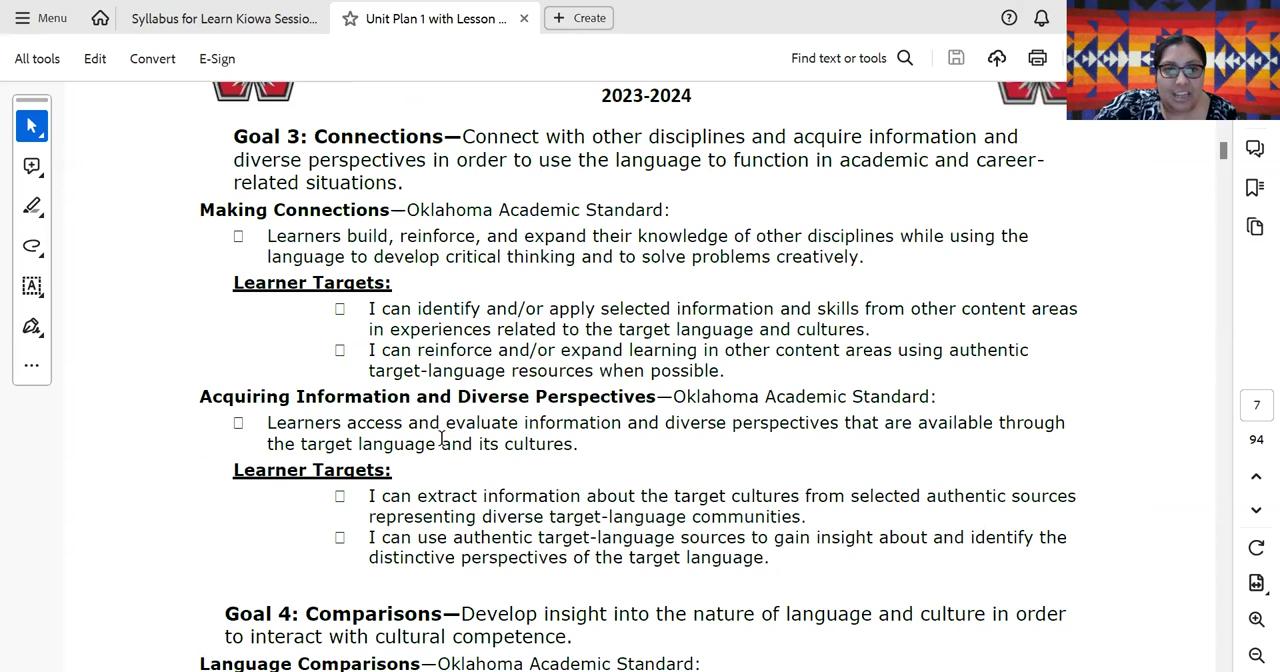 Menu
Syllabus for Learn Kiowa Sessio...
Unit Plan 1 with Lesson ...
Create
All tools
Edit
Convert
E-Sign
Find text or tools
2023-2024
Goal 3: Connections—Connect with other disciplines and acquire information and
diverse perspectives in order to use the language to function in academic and career-
related situations.
Making Connections—Oklahoma Academic Standard:
Learners build, reinforce, and expand their knowledge of other disciplines while using the
language to develop critical thinking and to solve problems creatively.
Learner Targets:
I can identify and/or apply selected information and skills from other content areas
in experiences related to the target language and cultures.
I can reinforce and/or expand learning in other content areas using authentic
target-language resources when possible.
Acquiring Information and Diverse Perspectives—Oklahoma Academic Standard:
Learners access and evaluate information and diverse perspectives that are available through
the target language and its cultures.
Learner Targets:
I can extract information about the target cultures from selected authentic sources
representing diverse target-language communities.
I can use authentic target-language sources to gain insight about and identify the
distinctive perspectives of the target language.
Goal 4: Comparisons—Develop insight into the nature of language and culture in order
to interact with cultural competence.
Language Comparisons—Oklahoma Academic Standard:
7
94